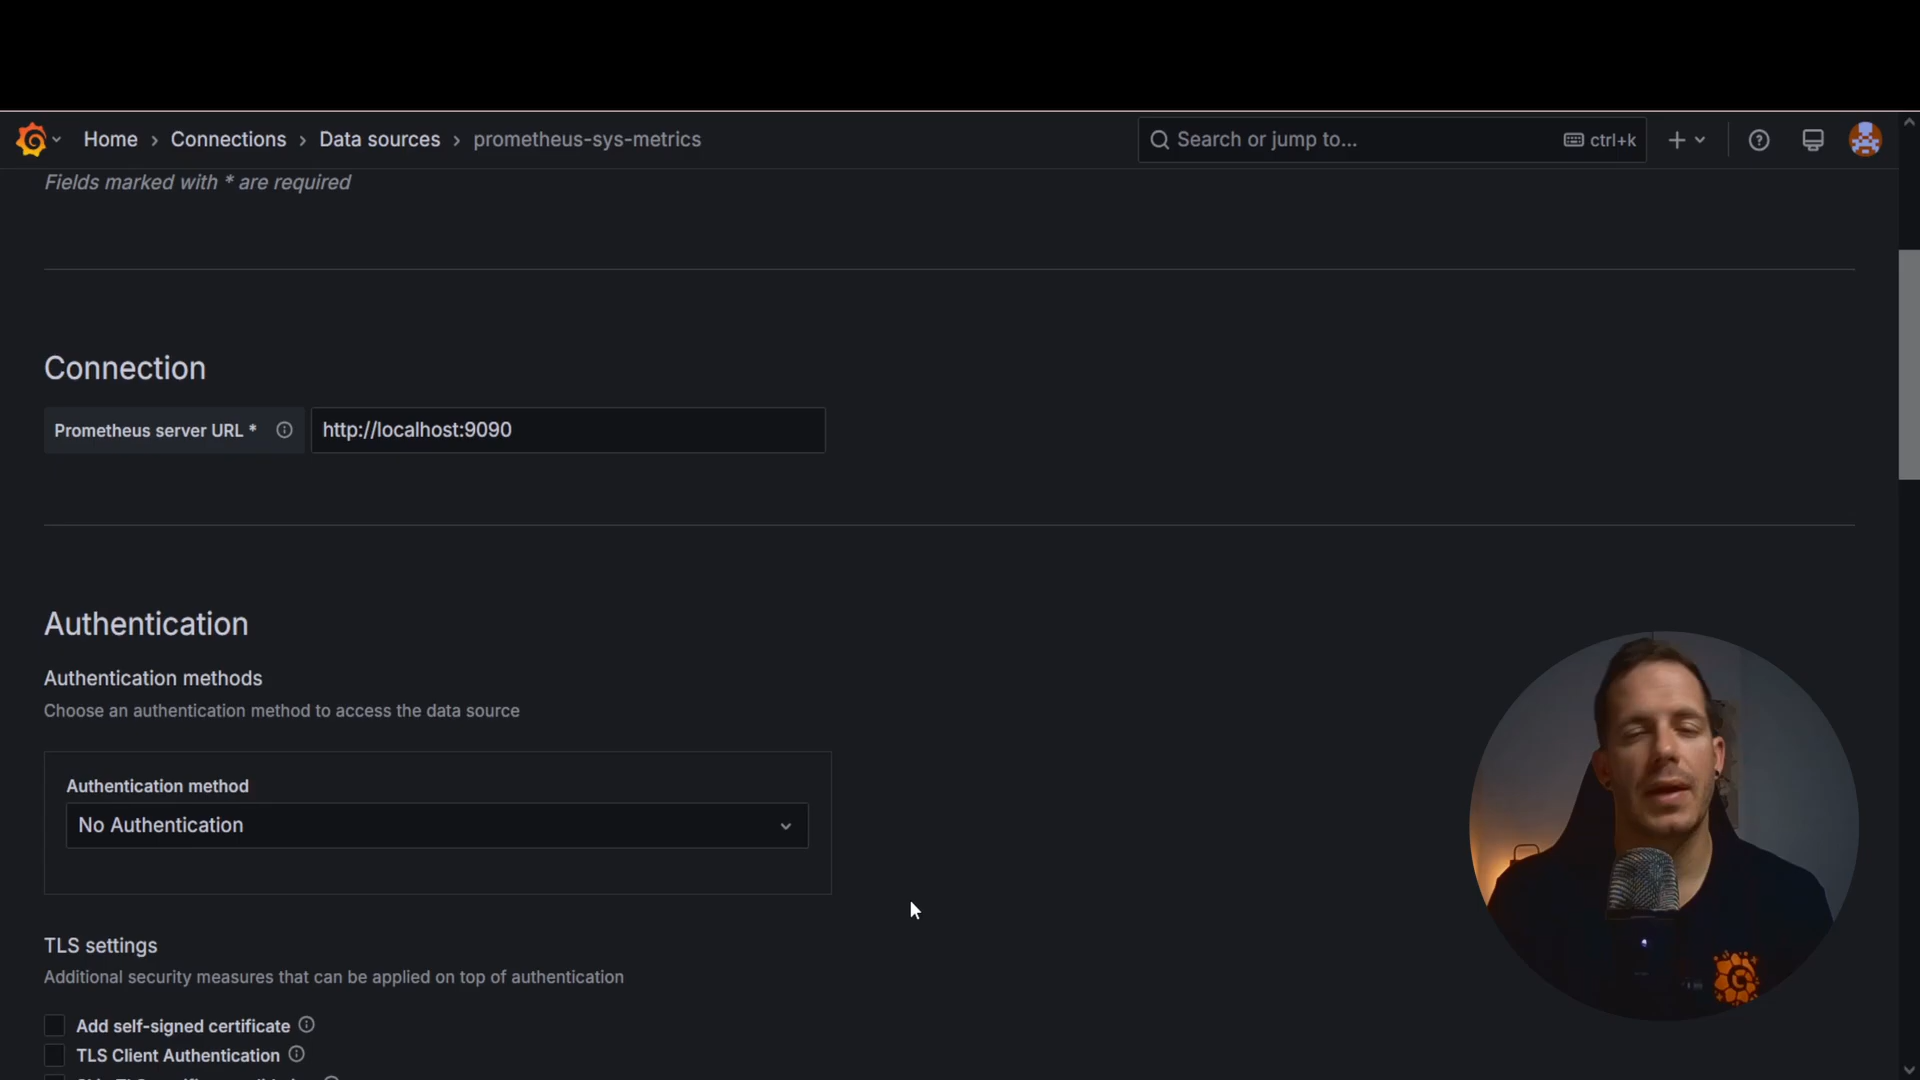 Home › Connections › Data sources › prometheus-sys-metrics
Search or jump to... ctrl+k
Fields marked with * are required
Connection
Prometheus server URL *
http://localhost:9090
Authentication
Authentication methods
Choose an authentication method to access the data source
Authentication method
No Authentication
TLS settings
Additional security measures that can be applied on top of authentication
Add self-signed certificate
TLS Client Authentication